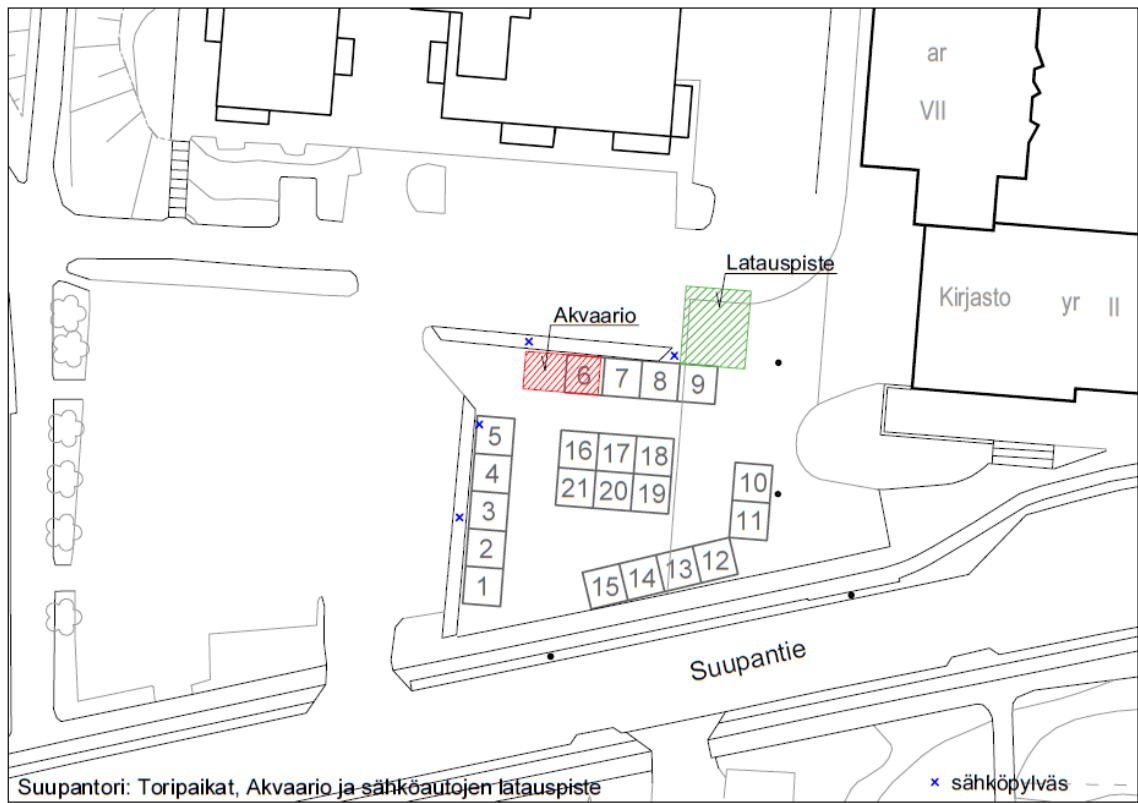 ar
VII
Latauspiste
Kirjasto yr II
Akvaario
6 7 8 9
5
4
3
2
1
16 17 18
21 20 19
10
11
15 14 13 12
Suupantie
Suupantori: Toripaikat, Akvaario ja sähköautojen latauspiste
× sähköpylväs